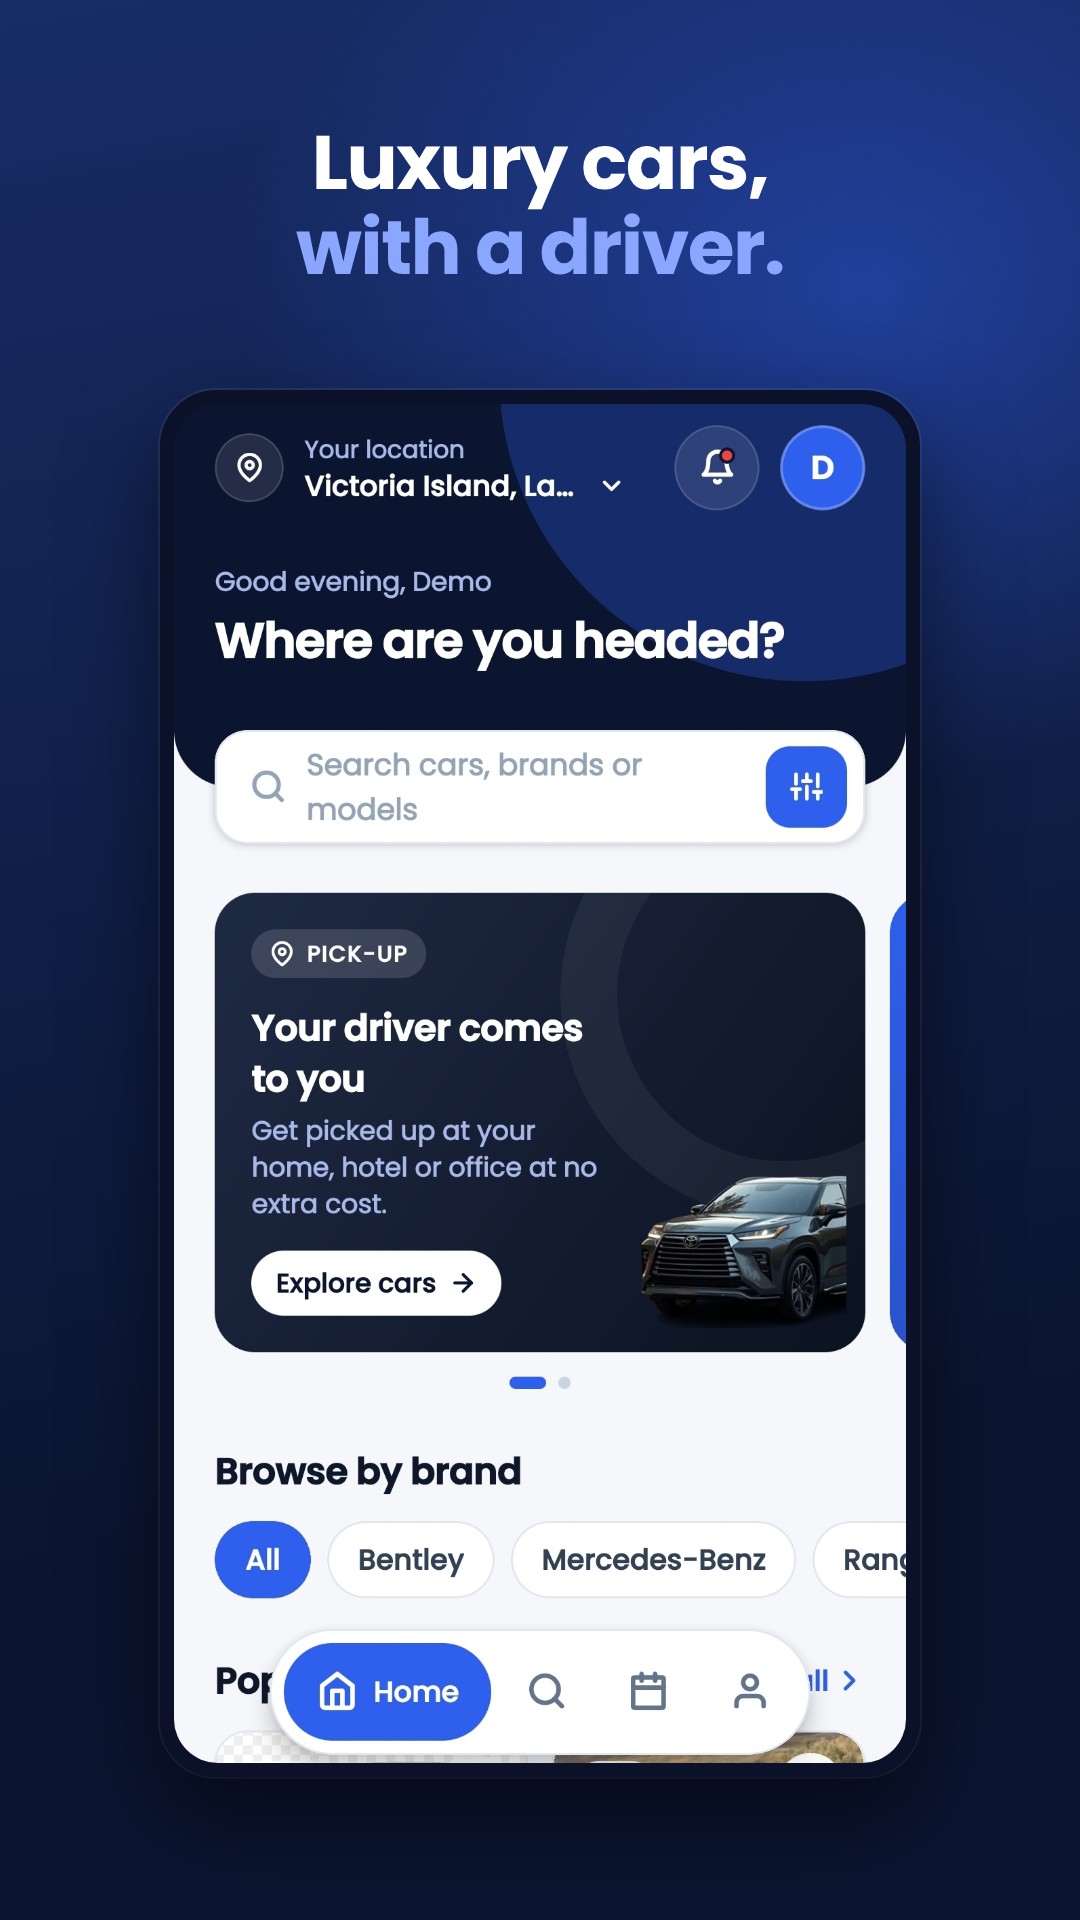 Luxury cars,
with a driver.
Your location
Victoria Island, La...
D
Good evening, Demo
Where are you headed?
Search cars, brands or
models
PICK-UP
Your driver comes
to you
Get picked up at your
home, hotel or office at no
extra cost.
Explore cars
Browse by brand
All
Bentley
Mercedes-Benz
Home